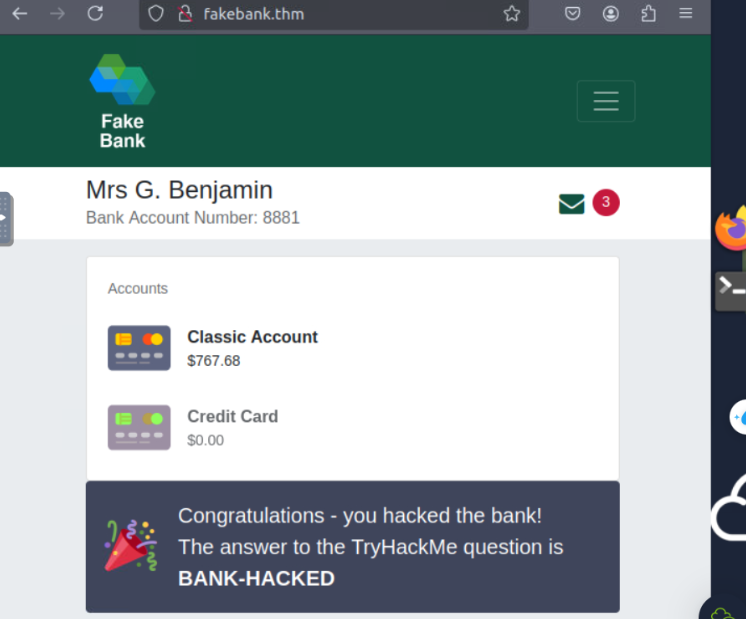 fakebank.thm
Fake
Bank
Mrs G. Benjamin
3
Bank Account Number: 8881
Accounts
Classic Account
$767.68
Credit Card
$0.00
Congratulations - you hacked the bank!
The answer to the TryHackMe question is
BANK-HACKED